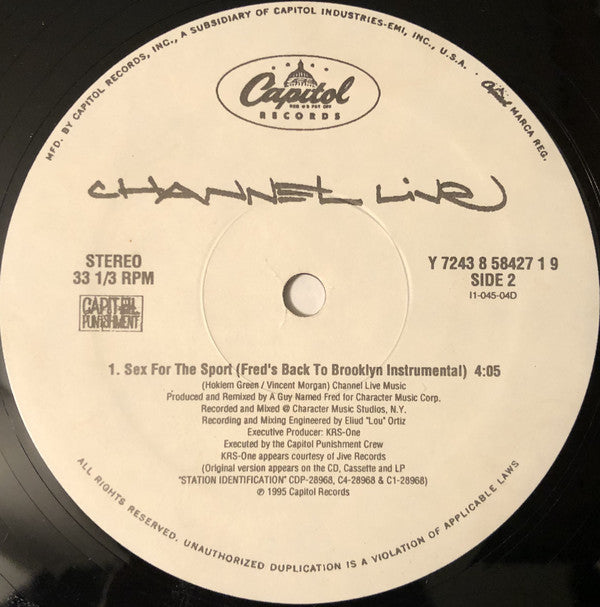 MFD. BY CAPITOL RECORDS, INC., A SUBSIDIARY OF CAPITOL INDUSTRIES-EMI, INC., U.S.A. · Capitol MARCA REG.
Capitol
REG. U.S. PAT. OFF.
RECORDS
CHANNEL LIVE
STEREO
33 1/3 RPM
CAPITOL
PUNISHMENT
Y 7243 8 58427 1 9
SIDE 2
I1-045-04D
1. Sex For The Sport (Fred's Back To Brooklyn Instrumental) 4:05
(Hokiem Green / Vincent Morgan) Channel Live Music
Produced and Remixed by A Guy Named Fred for Character Music Corp.
Recorded and Mixed @ Character Music Studios, N.Y.
Recording and Mixing Engineered by Eliud "Lou" Ortiz
Executive Producer: KRS-One
Executed by the Capitol Punishment Crew
KRS-One appears courtesy of Jive Records
(Original version appears on the CD, Cassette and LP
"STATION IDENTIFICATION" CDP-28968, C4-28968 & C1-28968)
℗ 1995 Capitol Records
ALL RIGHTS RESERVED. UNAUTHORIZED DUPLICATION IS A VIOLATION OF APPLICABLE LAWS